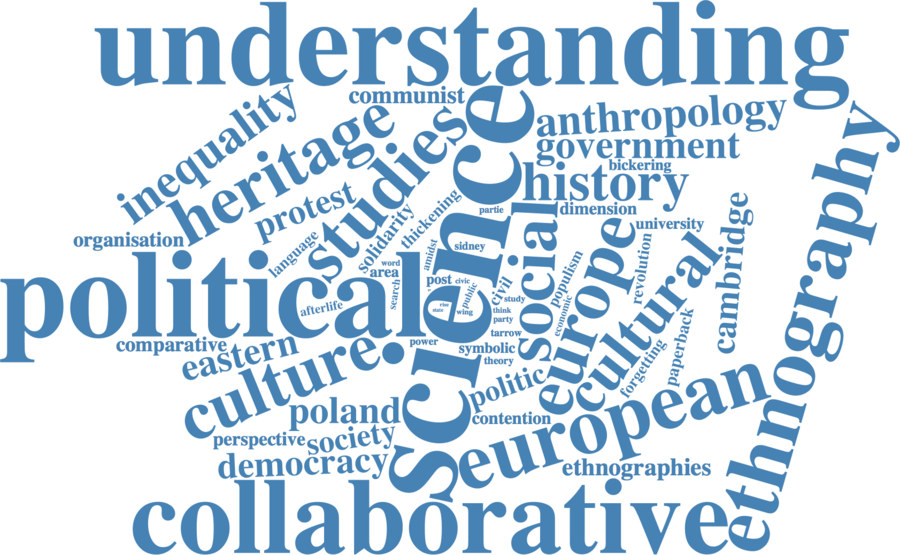 understanding
communist
inequality
heritage
studies
science
anthropology
government
bickering
history
ethnography
protest
organisation
language
solidarity
thickening
partie
dimension
university
cambridge
political
afterlife
word
area
search
amidst
sidney
post
civic
public
rise
state
wing
civil
study
think
party
social
populism
economic
europe
revolution
cultural
paperback
forgetting
comparative
eastern
culture
power
tarrow
symbolic
theory
politic
contention
poland
perspective
society
democracy
european
ethnographies
collaborative